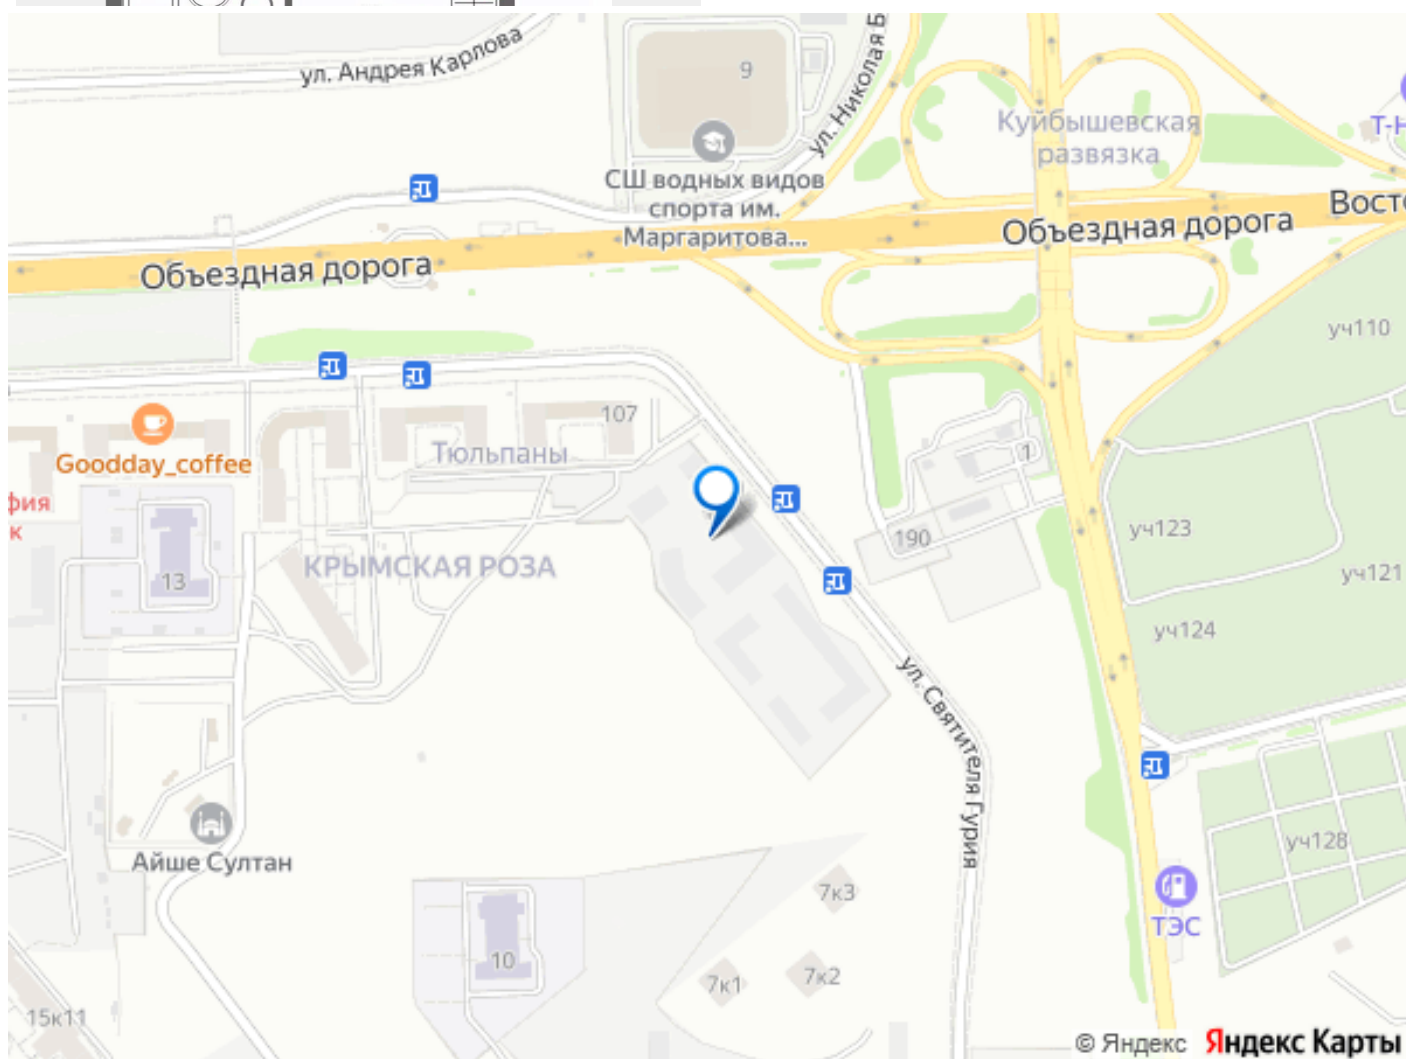 ул. Андрея Карлова
9
ул. Николая Б
Куйбышевская
развязка
Т-Н
СШ водных видов
спорта им.
Маргаритова...
Восто
Объездная дорога
Объездная дорога
уч110
107
Тюльпаны
Goodday_coffee
1
фия
к
190
уч123
КРЫМСКАЯ РОЗА
13
уч121
уч124
ул. Святителя Гурия
уч128
Айше Султан
7к3
ТЭС
10
7к2
7к1
15к11
© Яндекс Яндекс Карты